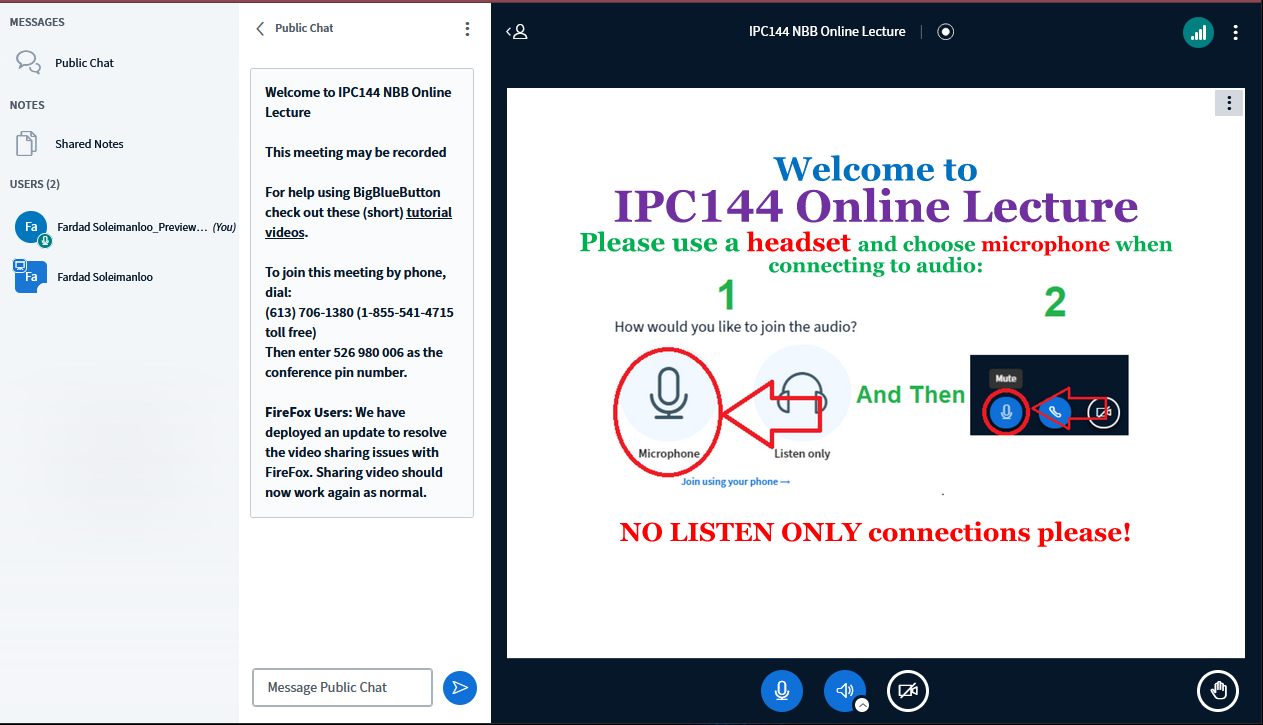 MESSAGES
Public Chat
NOTES
Shared Notes
USERS (2)
Fa
Fardad Soleimanloo_Preview... (You)
Fa
Fardad Soleimanloo
Public Chat
Welcome to IPC144 NBB Online
Lecture
This meeting may be recorded
For help using BigBlueButton
check out these (short) tutorial
videos.
To join this meeting by phone,
dial:
(613) 706-1380 (1-855-541-4715
toll free)
Then enter 526 980 006 as the
conference pin number.
FireFox Users: We have
deployed an update to resolve
the video sharing issues with
FireFox. Sharing video should
now work again as normal.
Message Public Chat
IPC144 NBB Online Lecture
Welcome to
IPC144 Online Lecture
Please use a headset and choose microphone when
connecting to audio:
1
2
How would you like to join the audio?
And Then
Mute
Microphone
Listen only
Join using your phone →
.
NO LISTEN ONLY connections please!